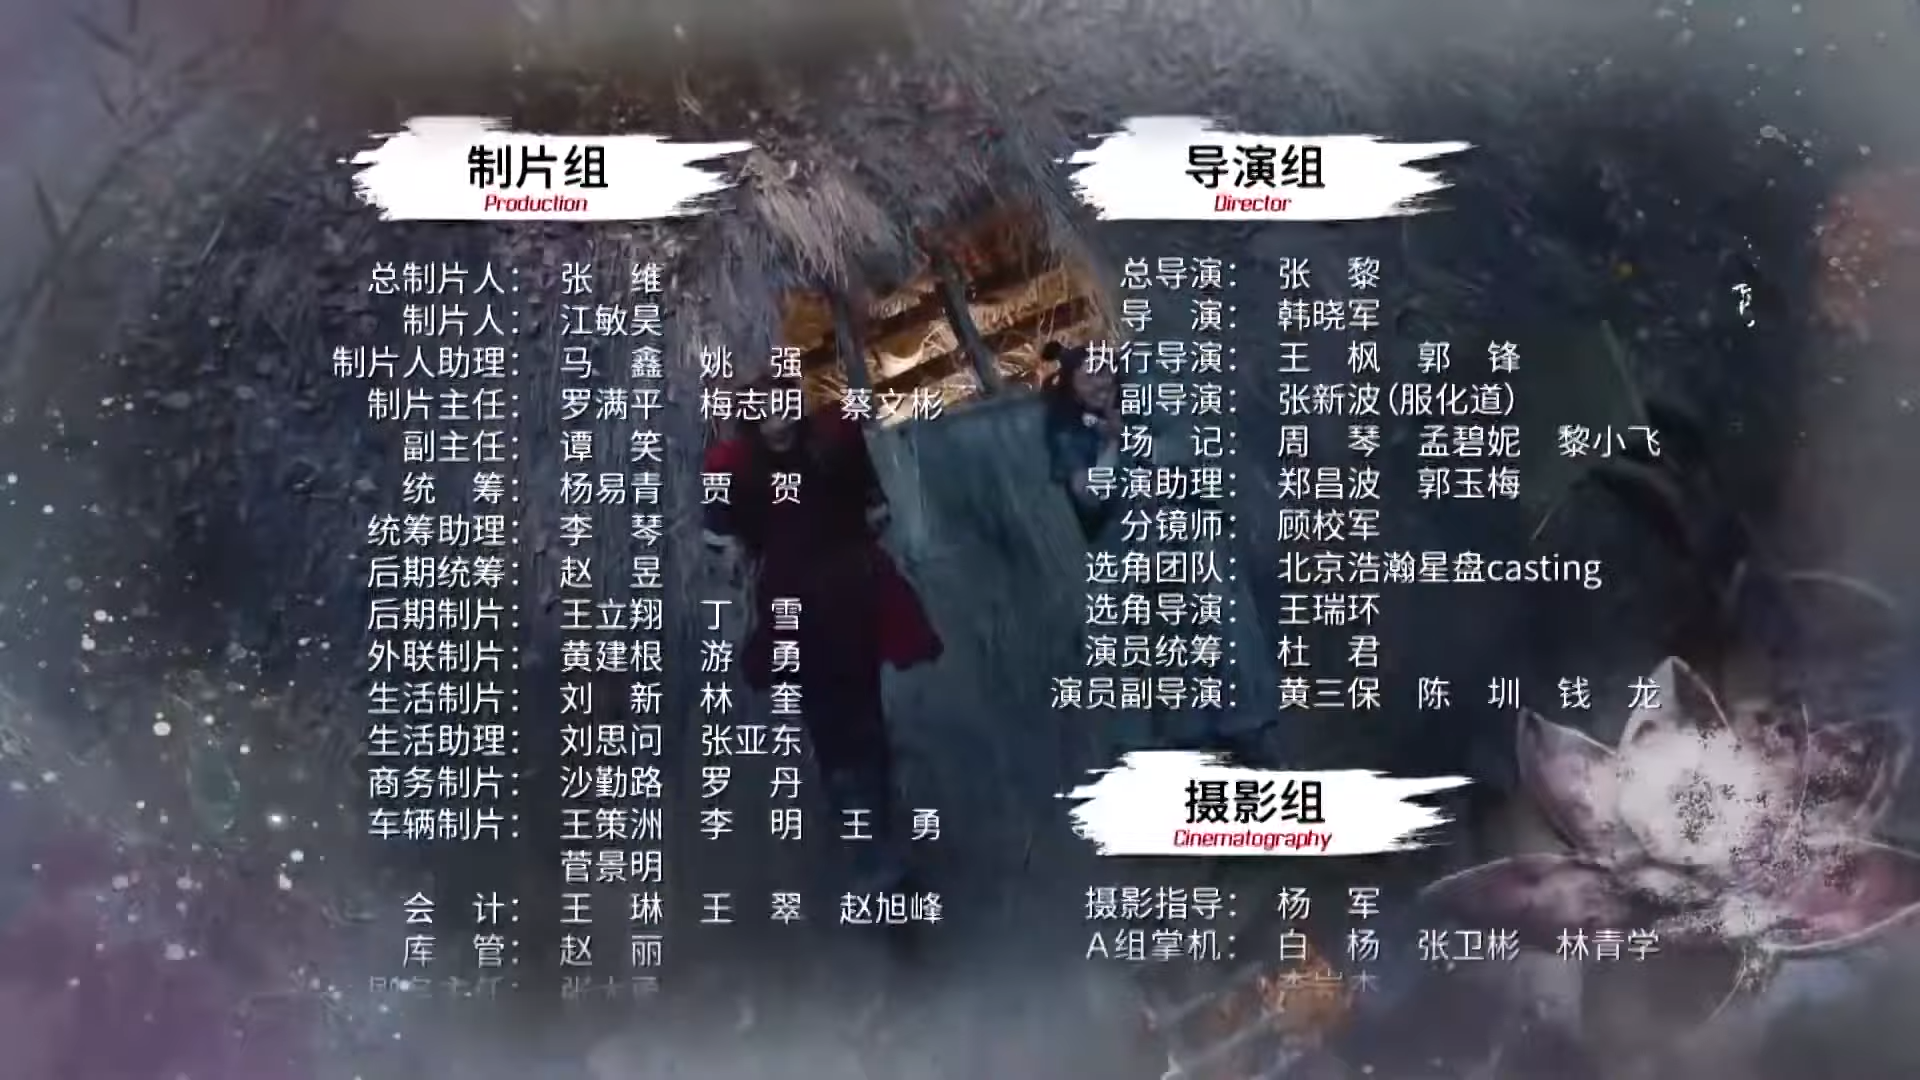 制片组
Production
总制片人： 张 维
制片人： 江敏昊
制片人助理： 马 鑫 姚 强
制片主任： 罗满平 梅志明 蔡文彬
副主任： 谭 笑
统 筹： 杨易青 贾 贺
统筹助理： 李 琴
后期统筹： 赵 昱
后期制片： 王立翔 丁 雪
外联制片： 黄建根 游 勇
生活制片： 刘 新 林 奎
生活助理： 刘思问 张亚东
商务制片： 沙勤路 罗 丹
车辆制片： 王策洲 李 明 王 勇
菅景明
会 计： 王 琳 王 翠 赵旭峰
库 管： 赵 丽
导演组
Director
总导演： 张 黎
导 演： 韩晓军
执行导演： 王 枫 郭 锋
副导演： 张新波(服化道)
场 记： 周 琴 孟碧妮 黎小飞
导演助理： 郑昌波 郭玉梅
分镜师： 顾校军
选角团队： 北京浩瀚星盘casting
选角导演： 王瑞环
演员统筹： 杜 君
演员副导演： 黄三保 陈 圳 钱 龙
摄影组
Cinematography
摄影指导： 杨 军
A组掌机： 白 杨 张卫彬 林青学